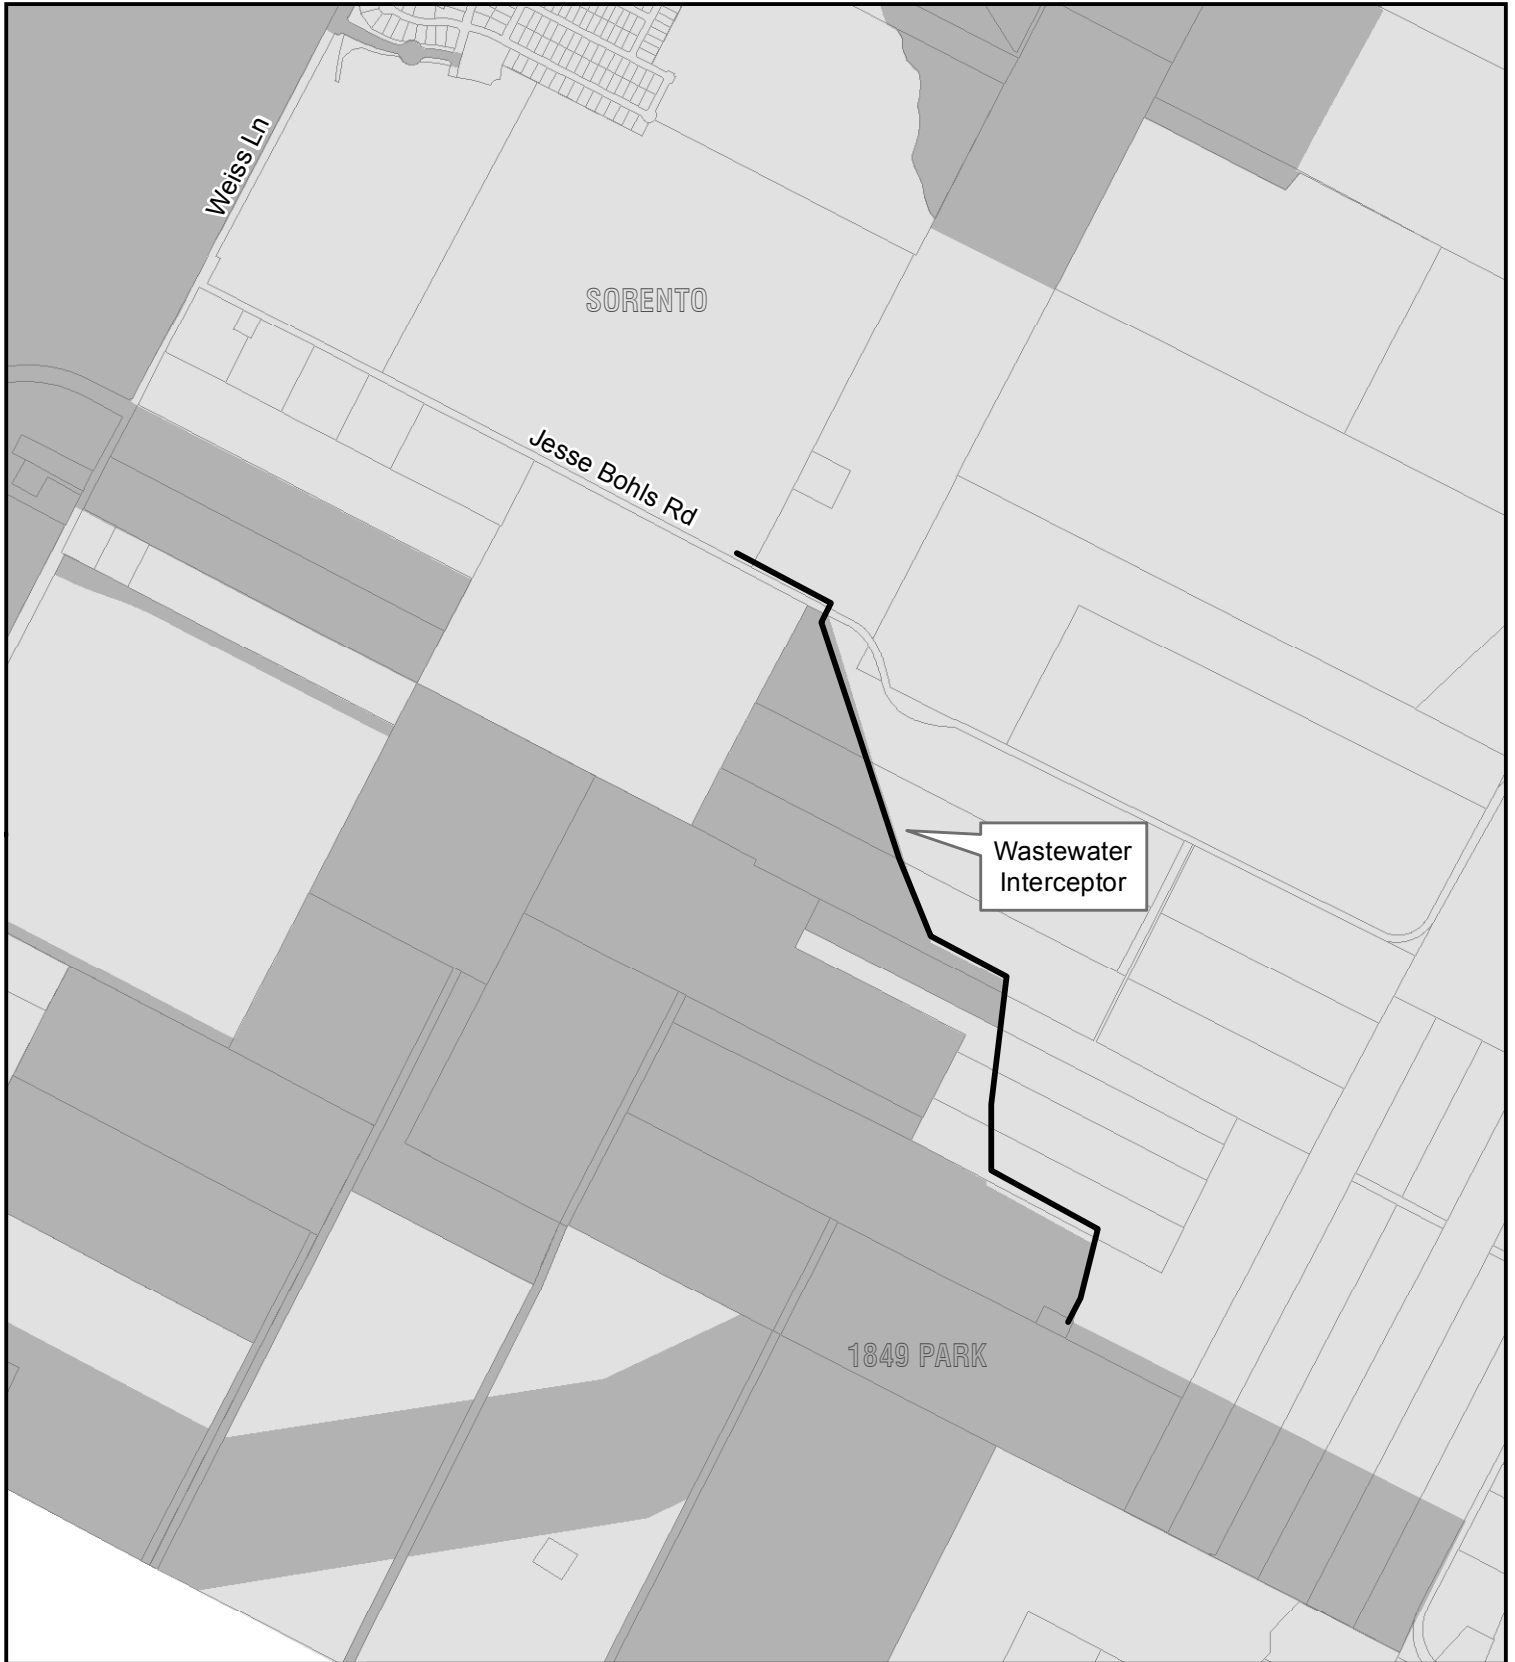 Weiss Ln
SORENTO
Jesse Bohls Rd
Wastewater
Interceptor
1849 PARK